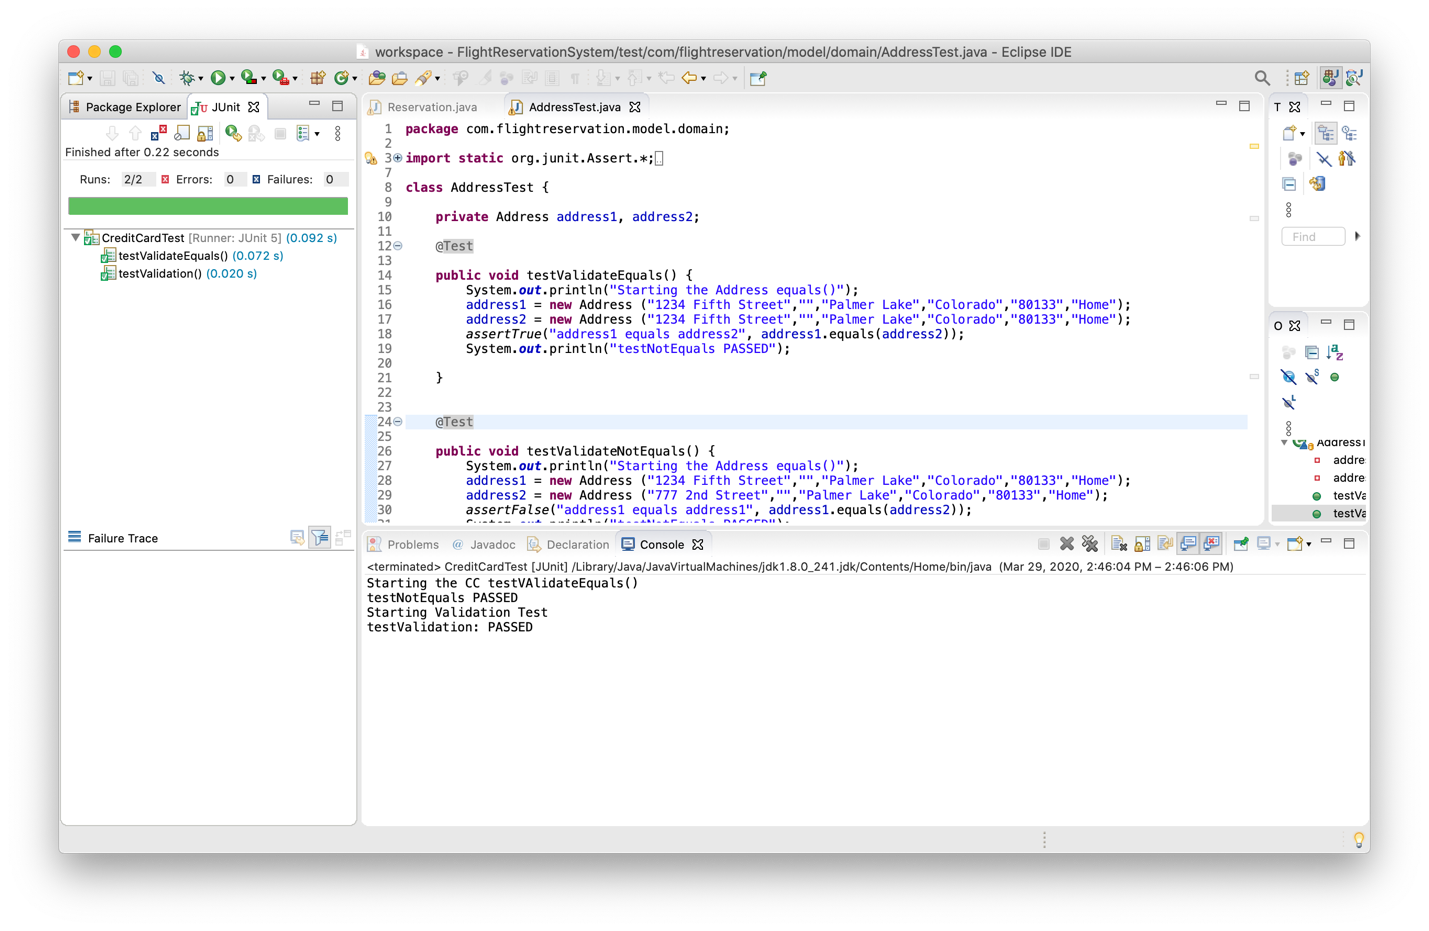 workspace - FlightReservationSystem/test/com/flightreservation/model/domain/AddressTest.java - Eclipse IDE
Package Explorer
JUnit
Finished after 0.22 seconds
Runs: 2/2 Errors: 0 Failures: 0
CreditCardTest [Runner: JUnit 5] (0.092 s)
testValidateEquals() (0.072 s)
testValidation() (0.020 s)
Failure Trace
Reservation.java
AddressTest.java
1 package com.flightreservation.model.domain;
2
3 import static org.junit.Assert.*;
7
8 class AddressTest {
9
10 private Address address1, address2;
11
12 @Test
13
14 public void testValidateEquals() {
15 System.out.println("Starting the Address equals()");
16 address1 = new Address ("1234 Fifth Street","","Palmer Lake","Colorado","80133","Home");
17 address2 = new Address ("1234 Fifth Street","","Palmer Lake","Colorado","80133","Home");
18 assertTrue("address1 equals address2", address1.equals(address2));
19 System.out.println("testNotEquals PASSED");
20
21 }
22
23
24 @Test
25
26 public void testValidateNotEquals() {
27 System.out.println("Starting the Address equals()");
28 address1 = new Address ("1234 Fifth Street","","Palmer Lake","Colorado","80133","Home");
29 address2 = new Address ("777 2nd Street","","Palmer Lake","Colorado","80133","Home");
30 assertFalse("address1 equals address1", address1.equals(address2));
31 System.out.println("testNotEquals PASSED");
T
Find
O
AddressT
addre
addre
testVa
testVa
Problems
@ Javadoc
Declaration
Console
<terminated> CreditCardTest [JUnit] /Library/Java/JavaVirtualMachines/jdk1.8.0_241.jdk/Contents/Home/bin/java (Mar 29, 2020, 2:46:04 PM – 2:46:06 PM)
Starting the CC testVAlidateEquals()
testNotEquals PASSED
Starting Validation Test
testValidation: PASSED